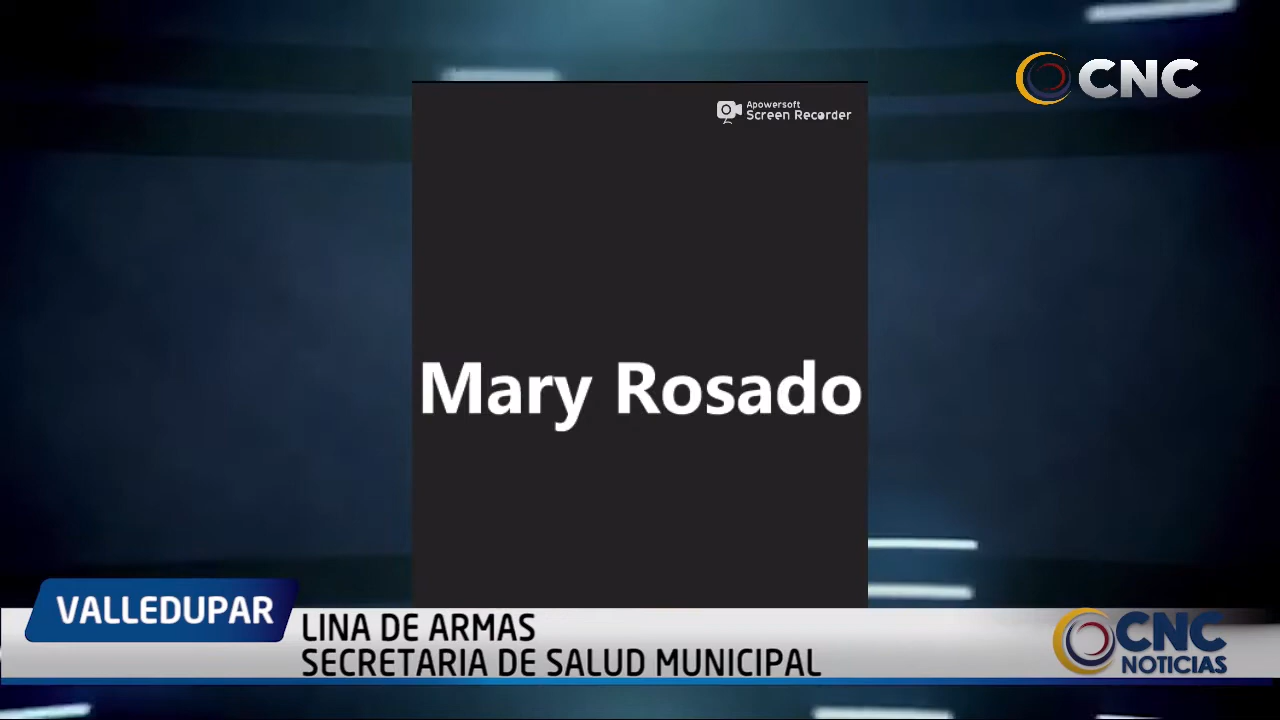 CNC
Apowersoft
Screen Recorder
Mary Rosado
VALLEDUPAR
LINA DE ARMAS
SECRETARIA DE SALUD MUNICIPAL
CNC
NOTICIAS